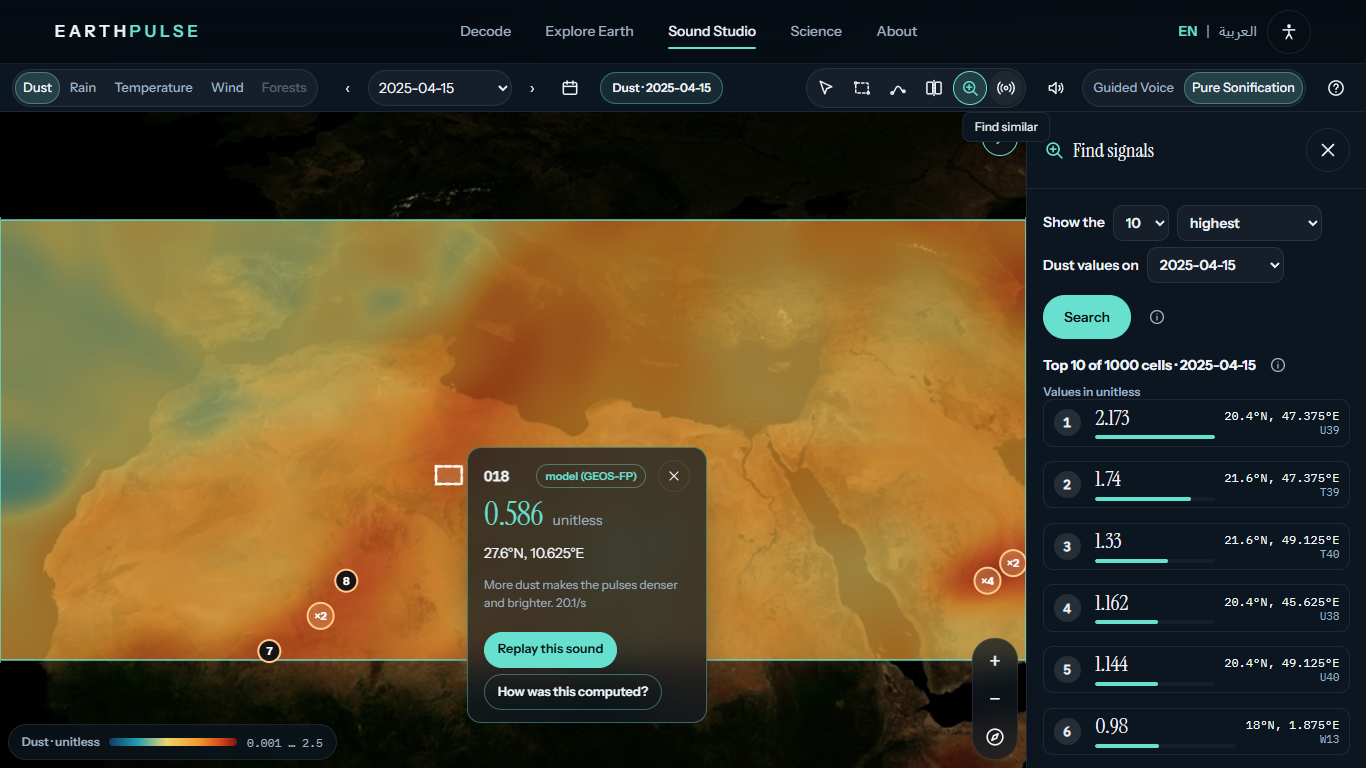 EARTHPULSE
Decode
Explore Earth
Sound Studio
Science
About
EN | العربية
Dust
Rain
Temperature
Wind
Forests
‹
2025-04-15
›
Dust·2025-04-15
Guided Voice
Pure Sonification
Find similar
Find signals
Show the 10 highest
Dust values on 2025-04-15
Search
Top 10 of 1000 cells·2025-04-15
Values in unitless
1 2.173 20.4°N, 47.375°E
U39
2 1.74 21.6°N, 47.375°E
T39
3 1.33 21.6°N, 49.125°E
T40
4 1.162 20.4°N, 45.625°E
U38
5 1.144 20.4°N, 49.125°E
U40
6 0.98 18°N, 1.875°E
W13
018 model (GEOS-FP)
0.586 unitless
27.6°N, 10.625°E
More dust makes the pulses denser
and brighter. 20.1/s
Replay this sound
How was this computed?
8
×2
7
×2
×4
+
−
Dust·unitless 0.001 … 2.5